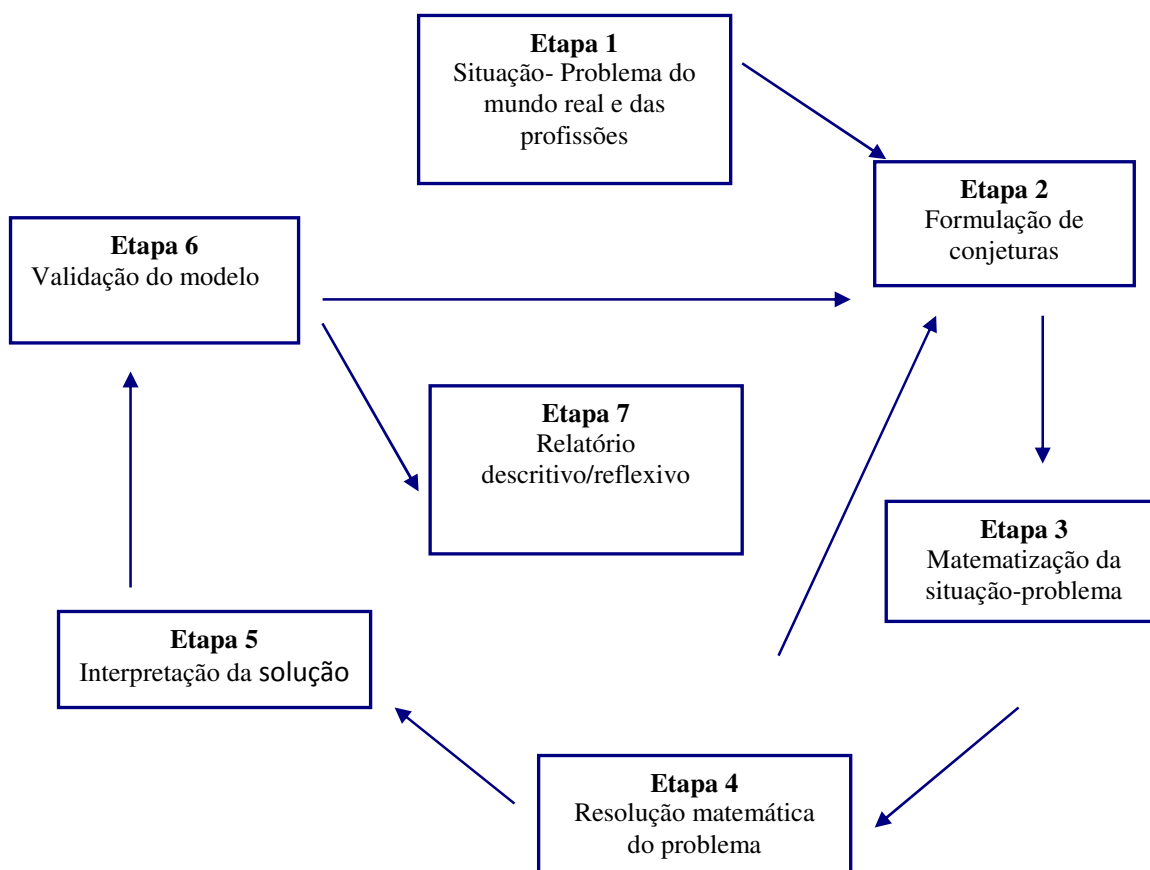 Etapa 1
Situação- Problema do
mundo real e das
profissões
Etapa 2
Formulação de
conjeturas
Etapa 3
Matematização da
situação-problema
Etapa 4
Resolução matemática
do problema
Etapa 5
Interpretação da solução
Etapa 6
Validação do modelo
Etapa 7
Relatório
descritivo/reflexivo